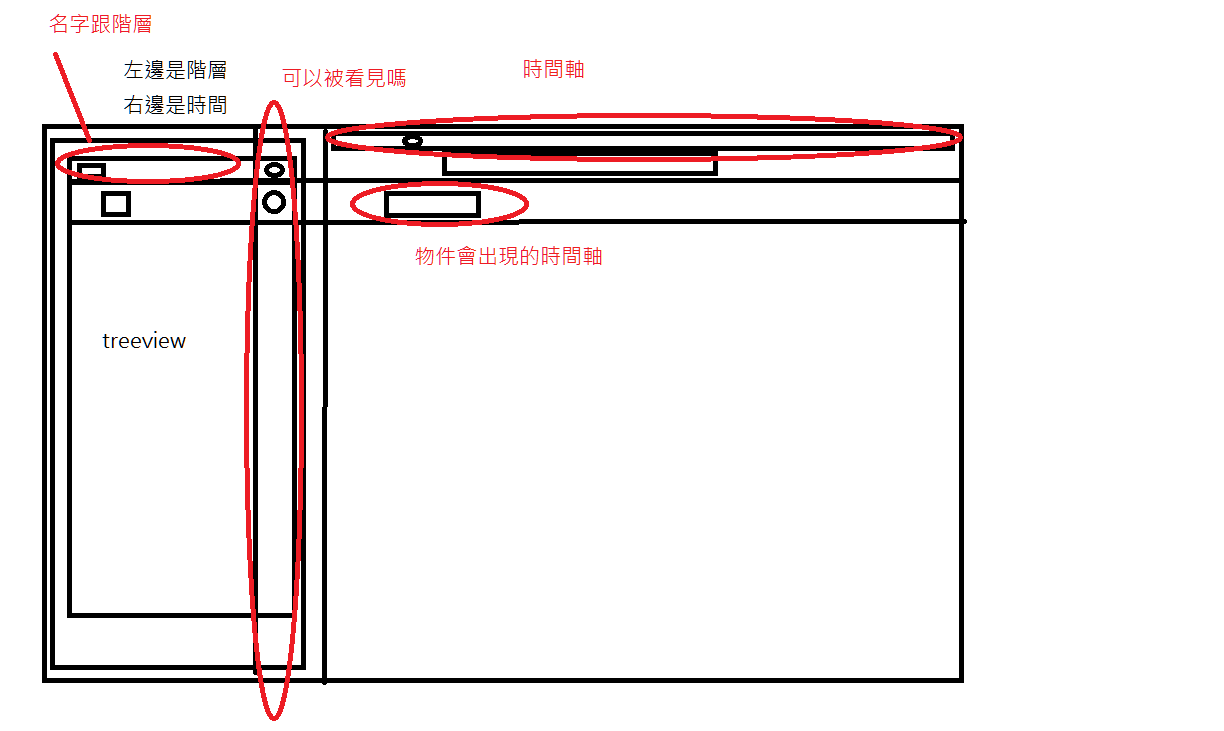 名字跟階層
左邊是階層
右邊是時間
可以被看見嗎
時間軸
物件會出現的時間軸
treeview